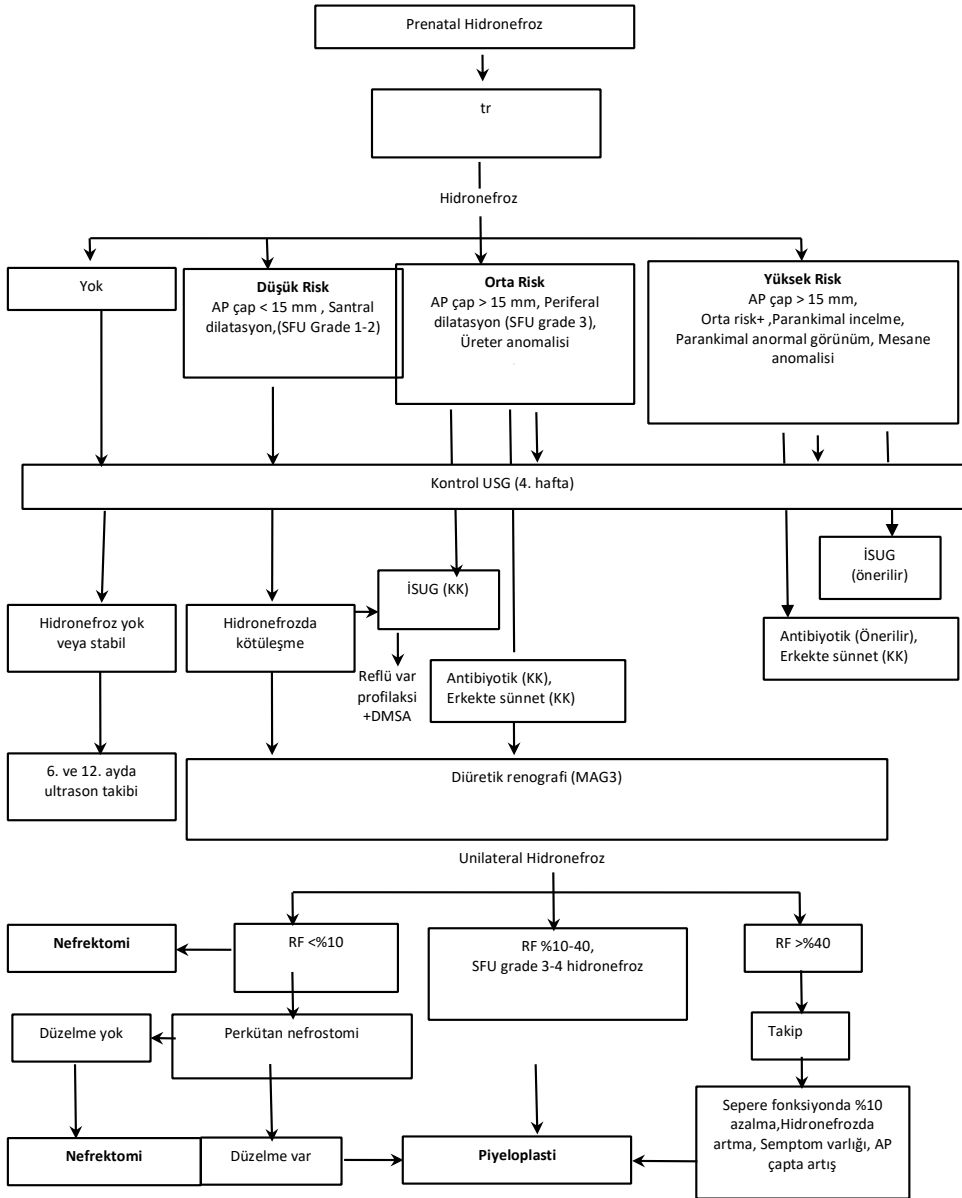 Prenatal Hidronefroz
tr
Hidronefroz
Yok
Düşük Risk
AP çap < 15 mm , Santral
dilatasyon,(SFU Grade 1-2)
Orta Risk
AP çap > 15 mm, Periferal
dilatasyon (SFU grade 3),
Üreter anomalisi
Yüksek Risk
AP çap > 15 mm,
Orta risk+ ,Parankimal incelme,
Parankimal anormal görünüm, Mesane
anomalisi
Kontrol USG (4. hafta)
İSUG
(önerilir)
İSUG (KK)
Hidronefroz yok
veya stabil
Hidronefrozda
kötüleşme
Antibiyotik (Önerilir),
Erkekte sünnet (KK)
Reflü var
profilaksi
+DMSA
Antibiyotik (KK),
Erkekte sünnet (KK)
6. ve 12. ayda
ultrason takibi
Diüretik renografi (MAG3)
Unilateral Hidronefroz
Nefrektomi
RF <%10
RF %10-40,
SFU grade 3-4 hidronefroz
RF >%40
Düzelme yok
Perkütan nefrostomi
Takip
Sepere fonksiyonda %10
azalma,Hidronefrozda
artma, Semptom varlığı, AP
çapta artış
Nefrektomi
Düzelme var
Piyeloplasti